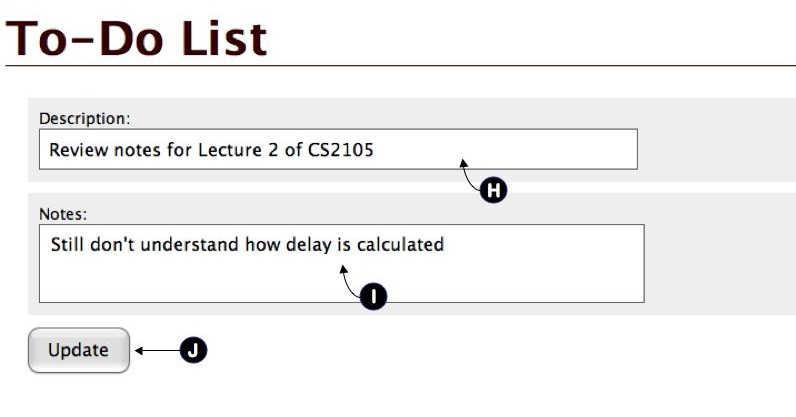 To-Do List
Description:
Review notes for Lecture 2 of CS2105
H
Notes:
Still don't understand how delay is calculated
I
Update
J